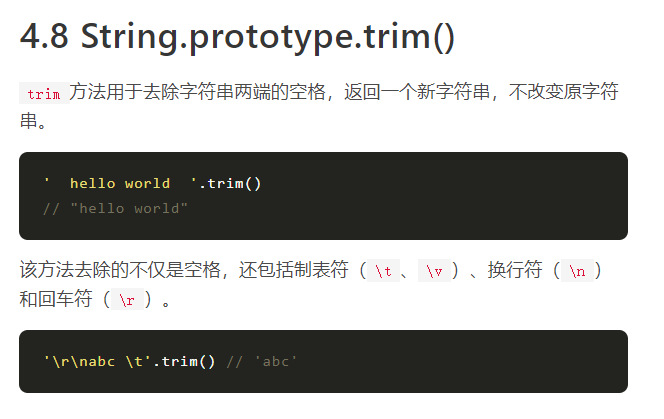 4.8 String.prototype.trim()
trim 方法用于去除字符串两端的空格，返回一个新字符串，不改变原字符
串。
'  hello world  '.trim()
// "hello world"
该方法去除的不仅是空格，还包括制表符（\t、\v）、换行符（\n）
和回车符（\r）。
'\r\nabc \t'.trim() // 'abc'